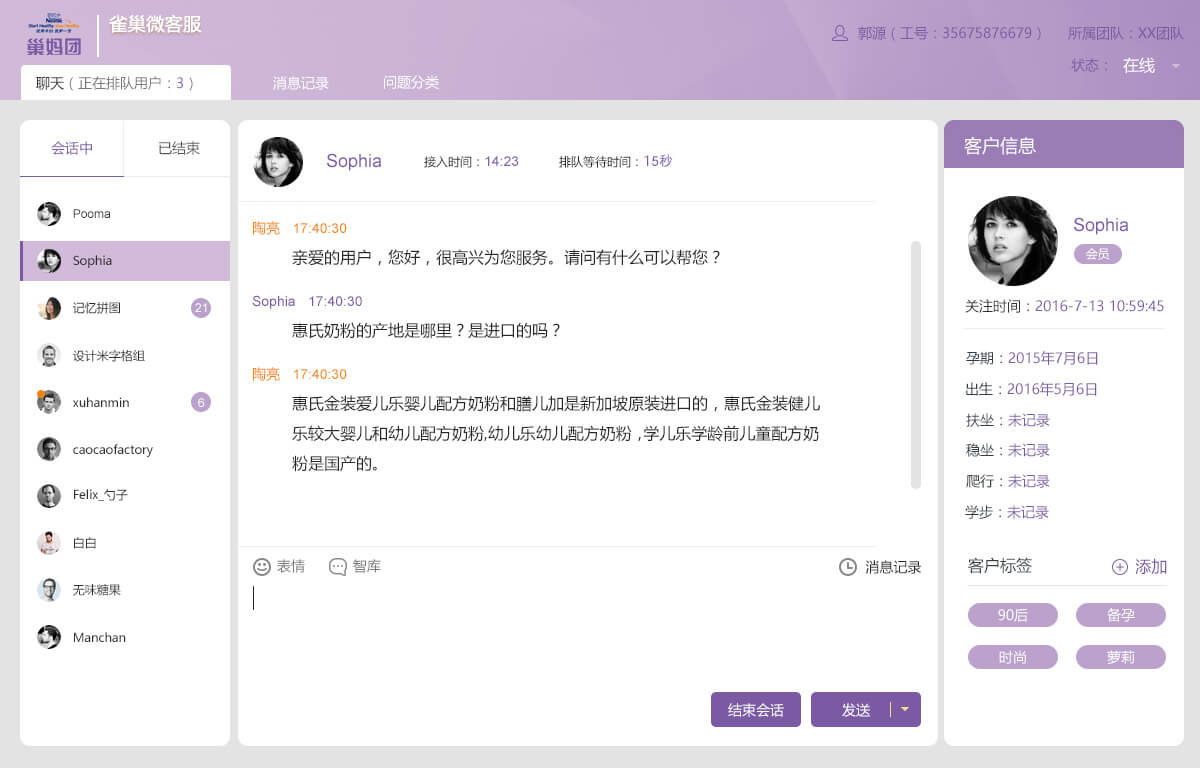 Nestlé
Start Healthy Stay Healthy
巢妈团
雀巢微客服
郭源（工号：35675876679）
所属团队：XX团队
状态：
在线
聊天（正在排队用户：3）
消息记录
问题分类
会话中
已结束
Pooma
Sophia
记忆拼图
21
设计米字格组
xuhanmin
6
caocaofactory
Felix_勺子
白白
无味糖果
Manchan
Sophia
接入时间：14:23
排队等待时间：15秒
陶亮 17:40:30
亲爱的用户，您好，很高兴为您服务。请问有什么可以帮您？
Sophia 17:40:30
惠氏奶粉的产地是哪里？是进口的吗？
陶亮 17:40:30
惠氏金装爱儿乐婴儿配方奶粉和膳儿加是新加坡原装进口的，惠氏金装健儿
乐较大婴儿和幼儿配方奶粉,幼儿乐幼儿配方奶粉 ,学儿乐学龄前儿童配方奶
粉是国产的。
表情
智库
消息记录
结束会话
发送
客户信息
Sophia
会员
关注时间：2016-7-13 10:59:45
孕期：2015年7月6日
出生：2016年5月6日
扶坐：未记录
稳坐：未记录
爬行：未记录
学步：未记录
客户标签
添加
90后
备孕
时尚
萝莉